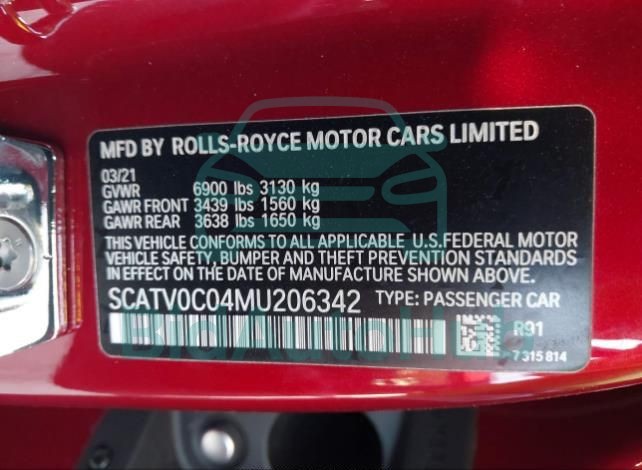 MFD BY ROLLS-ROYCE MOTOR CARS LIMITED
03/21
GVWR 6900 lbs 3130 kg
GAWR FRONT 3439 lbs 1560 kg
GAWR REAR 3638 lbs 1650 kg
THIS VEHICLE CONFORMS TO ALL APPLICABLE U.S.FEDERAL MOTOR
VEHICLE SAFETY, BUMPER AND THEFT PREVENTION STANDARDS
IN EFFECT ON THE DATE OF MANUFACTURE SHOWN ABOVE.
SCATV0C04MU206342 TYPE: PASSENGER CAR
R91
7315814